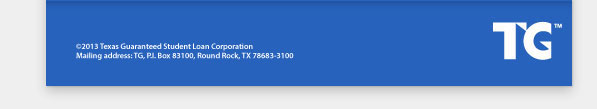 ©2013 Texas Guaranteed Student Loan Corporation
Mailing address: TG, P.I. Box 83100, Round Rock, TX 78683-3100
TG™